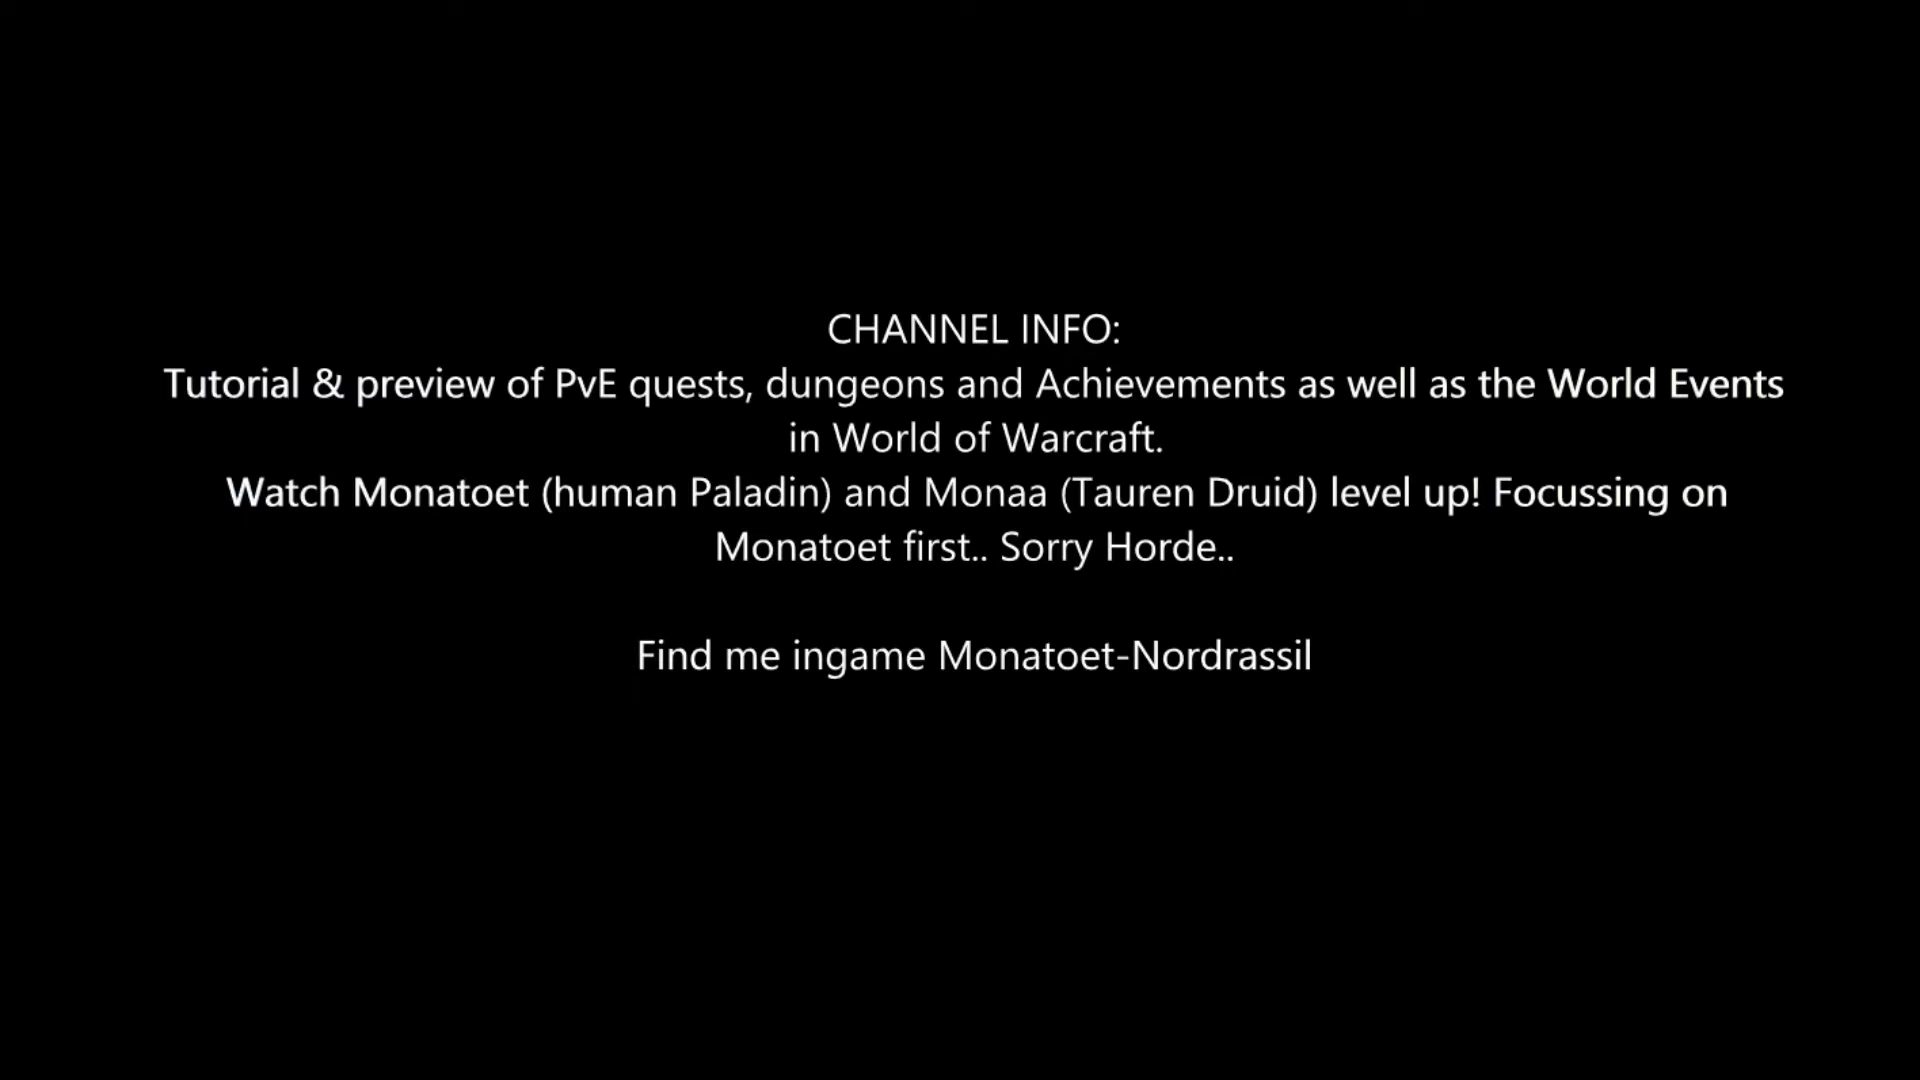 CHANNEL INFO:
Tutorial & preview of PvE quests, dungeons and Achievements as well as the World Events
in World of Warcraft.
Watch Monatoet (human Paladin) and Monaa (Tauren Druid) level up! Focussing on
Monatoet first.. Sorry Horde..
Find me ingame Monatoet-Nordrassil